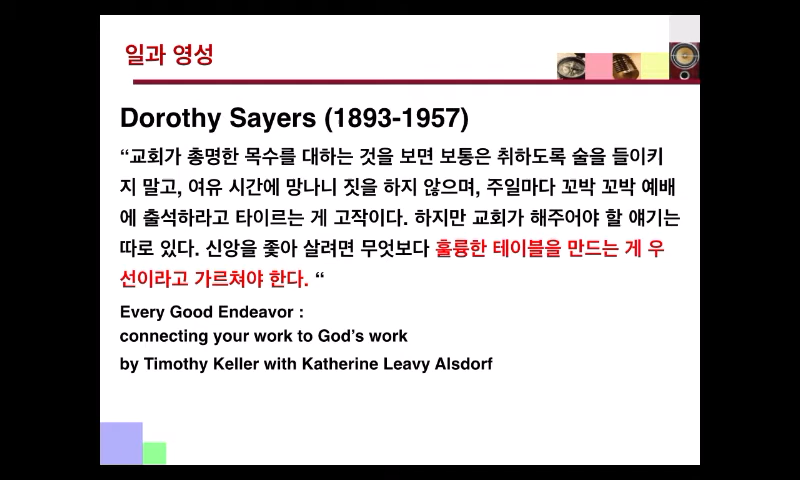 일과 영성
Dorothy Sayers (1893-1957)
“교회가 총명한 목수를 대하는 것을 보면 보통은 취하도록 술을 들이키
지 말고, 여유 시간에 망나니 짓을 하지 않으며, 주일마다 꼬박 꼬박 예배
에 출석하라고 타이르는 게 고작이다. 하지만 교회가 해주어야 할 얘기는
따로 있다. 신앙을 좇아 살려면 무엇보다 훌륭한 테이블을 만드는 게 우
선이라고 가르쳐야 한다. “
Every Good Endeavor :
connecting your work to God’s work
by Timothy Keller with Katherine Leavy Alsdorf